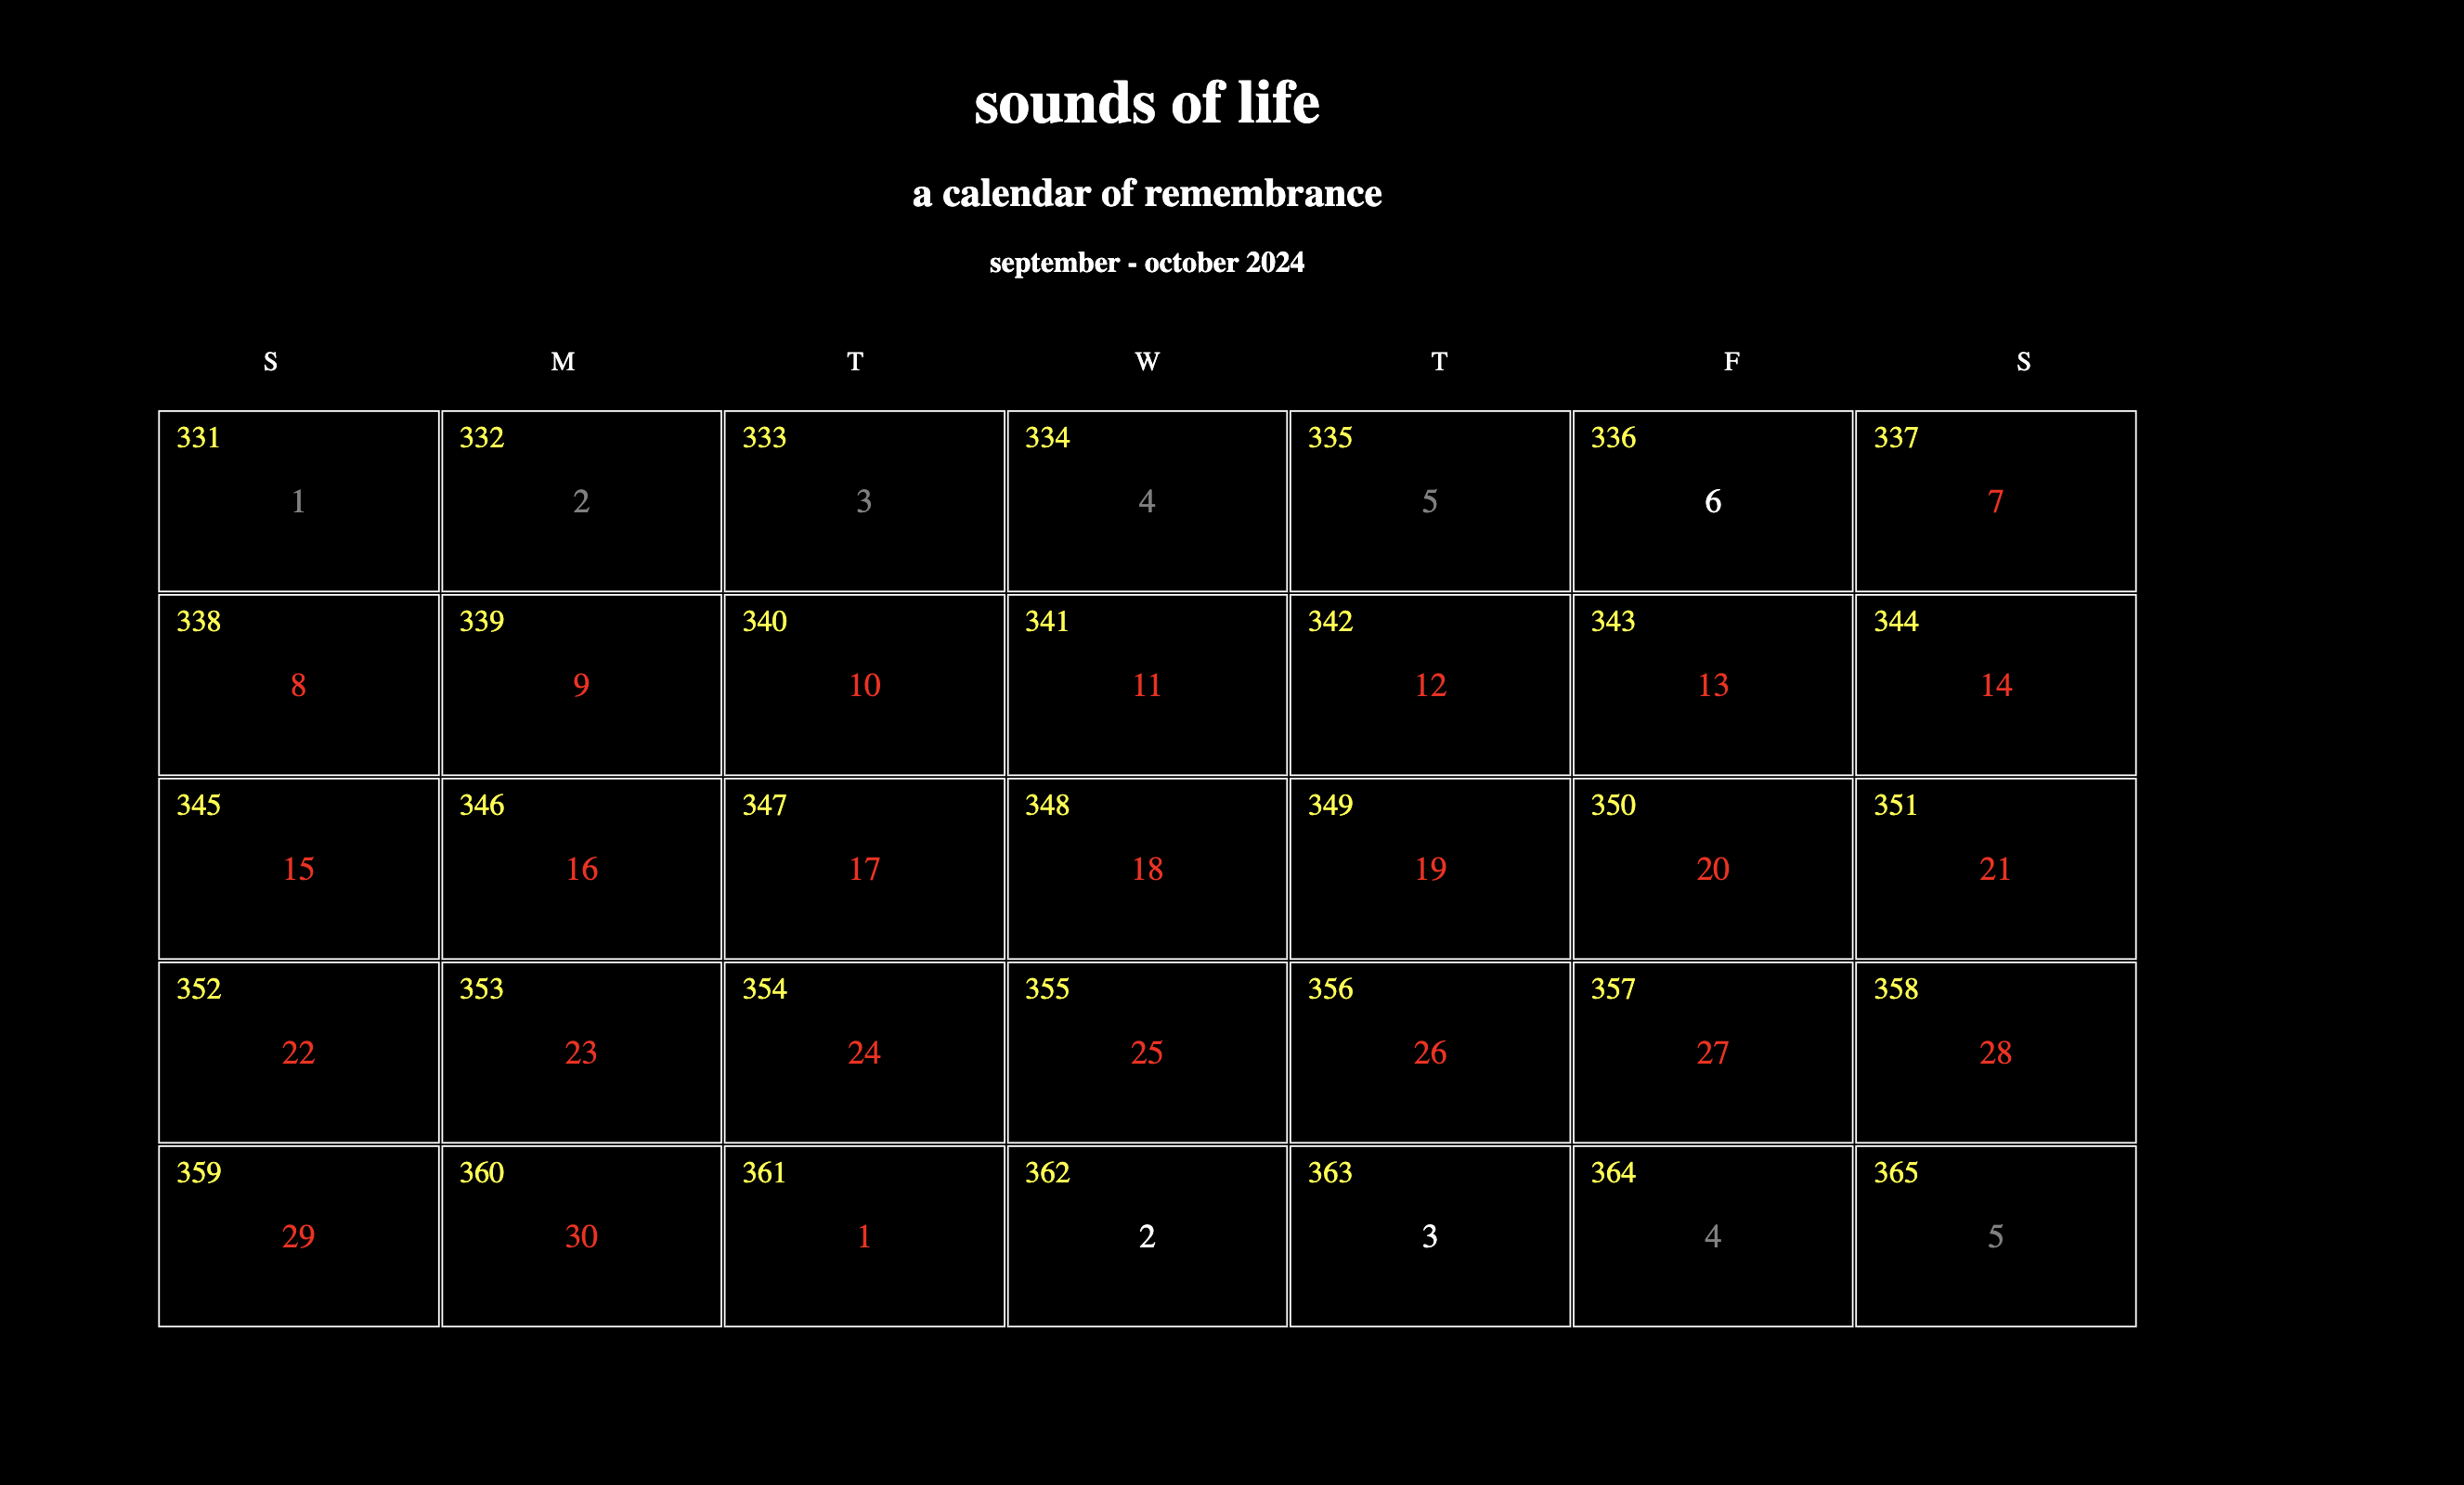 sounds of life
a calendar of remembrance
september - october 2024
S M T W T F S
331 332 333 334 335 336 337
1 2 3 4 5 6 7
338 339 340 341 342 343 344
8 9 10 11 12 13 14
345 346 347 348 349 350 351
15 16 17 18 19 20 21
352 353 354 355 356 357 358
22 23 24 25 26 27 28
359 360 361 362 363 364 365
29 30 1 2 3 4 5